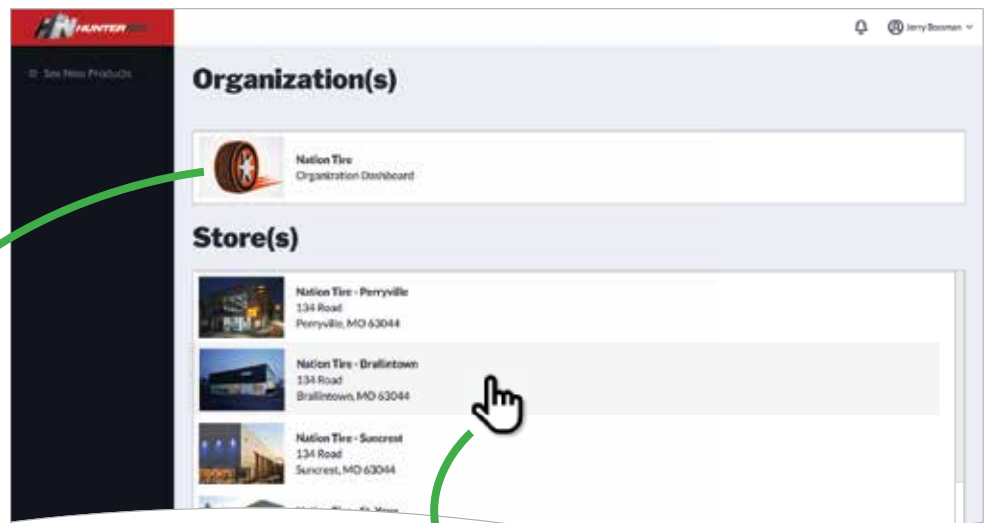 HUNTER
Jerry Bossman
See New Products
Organization(s)
Nation Tire
Organization Dashboard
Store(s)
Nation Tire - Perryville
134 Road
Perryville, MO 63044
Nation Tire - Brallintown
134 Road
Brallintown, MO 63044
Nation Tire - Suncrest
134 Road
Suncrest, MO 63044